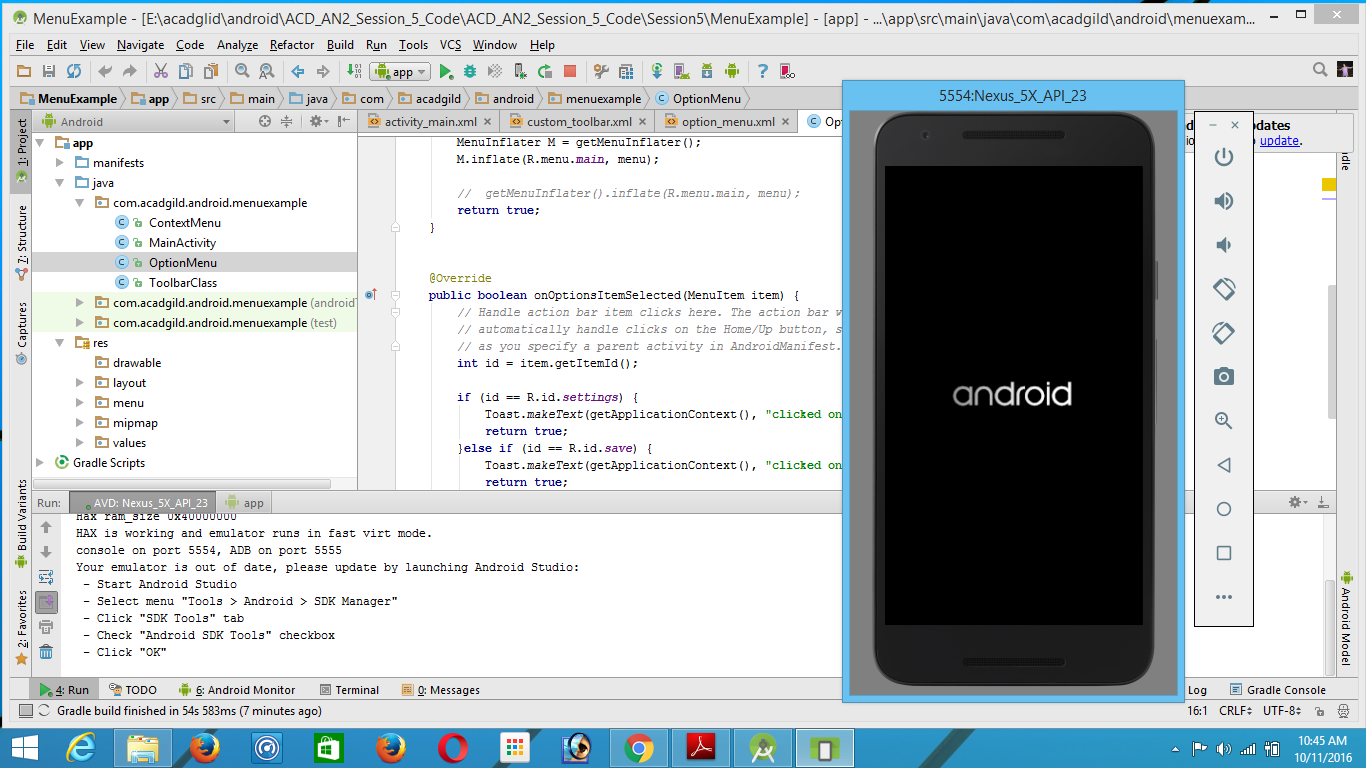 MenuExample - [E:\acadglid\android\ACD_AN2_Session_5_Code\ACD_AN2_Session_5_Code\Session5\MenuExample] - [app] - ...\app\src\main\java\com\acadgild\android\menuexam...
File Edit View Navigate Code Analyze Refactor Build Run Tools VCS Window Help
app
MenuExample app src main java com acadgild android menuexample OptionMenu
5554:Nexus_5X_API_23
Android
activity_main.xml custom_toolbar.xml option_menu.xml
dates
update.
1: Project
7: Structure
Captures
Build Variants
2: Favorites
app
manifests
java
com.acadgild.android.menuexample
ContextMenu
MainActivity
OptionMenu
ToolbarClass
com.acadgild.android.menuexample (android
com.acadgild.android.menuexample (test)
res
drawable
layout
menu
mipmap
values
Gradle Scripts
MenuInflater M = getMenuInflater();
M.inflate(R.menu.main, menu);
// getMenuInflater().inflate(R.menu.main, menu);
return true;
}
@Override
public boolean onOptionsItemSelected(MenuItem item) {
// Handle action bar item clicks here. The action bar w
// automatically handle clicks on the Home/Up button, s
// as you specify a parent activity in AndroidManifest.
int id = item.getItemId();
if (id == R.id.settings) {
Toast.makeText(getApplicationContext(), "clicked on
return true;
}else if (id == R.id.save) {
Toast.makeText(getApplicationContext(), "clicked on
return true;
android
Run: AVD: Nexus_5X_API_23 app
Hax ram_size 0x40000000
HAX is working and emulator runs in fast virt mode.
console on port 5554, ADB on port 5555
Your emulator is out of date, please update by launching Android Studio:
- Start Android Studio
- Select menu "Tools > Android > SDK Manager"
- Click "SDK Tools" tab
- Check "Android SDK Tools" checkbox
- Click "OK"
Android Model
4: Run TODO 6: Android Monitor Terminal 0: Messages Log Gradle Console
Gradle build finished in 54s 583ms (7 minutes ago) 16:1 CRLF UTF-8
10:45 AM
10/11/2016